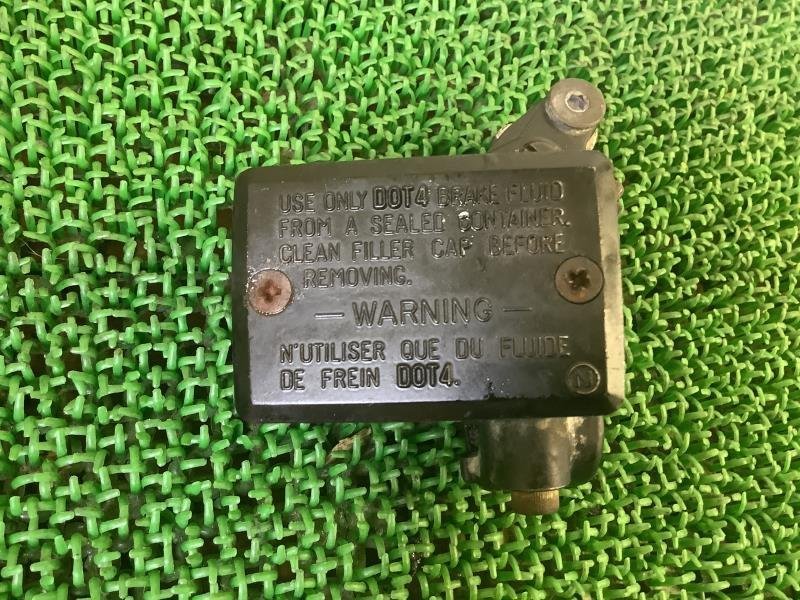 USE ONLY DOT4 BRAKE FLUID
FROM A SEALED CONTAINER.
CLEAN FILLER CAP BEFORE
REMOVING.
— WARNING —
N'UTILISER QUE DU FLUIDE
DE FREIN DOT4.
N